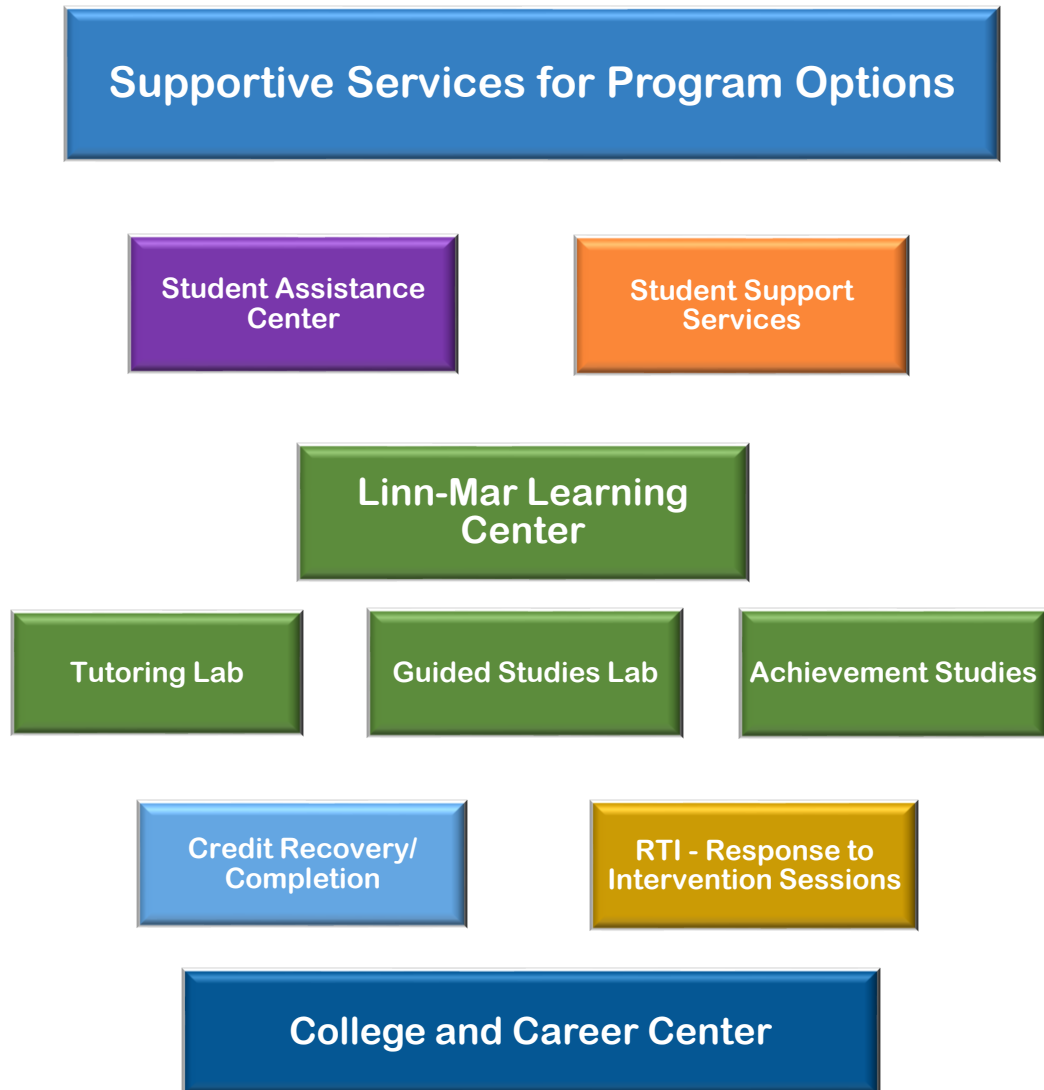 Supportive Services for Program Options
Student Assistance
Center
Student Support
Services
Linn-Mar Learning
Center
Tutoring Lab
Guided Studies Lab
Achievement Studies
Credit Recovery/
Completion
RTI - Response to
Intervention Sessions
College and Career Center